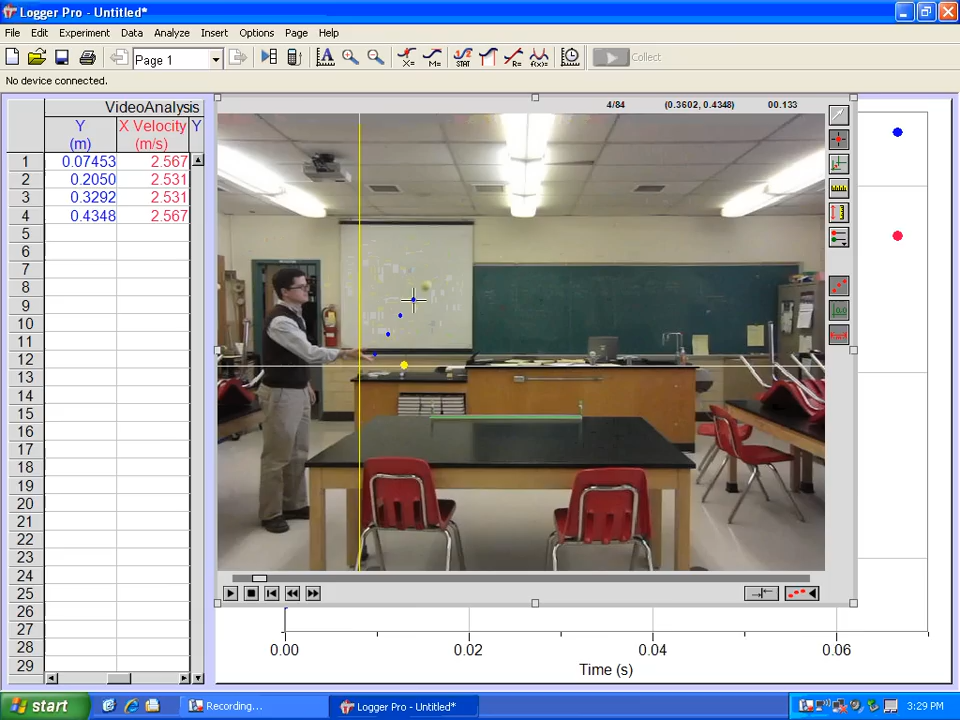 Logger Pro - Untitled*
File Edit Experiment Data Analyze Insert Options Page Help
Page 1
Collect
No device connected.
VideoAnalysis
Y X Velocity Y
(m) (m/s)
1 0.07453 2.567
2 0.2050 2.531
3 0.3292 2.531
4 0.4348 2.567
5
6
7
8
9
10
11
12
13
14
15
16
17
18
19
20
21
22
23
24
25
26
27
28
29
4/84 (0.3602, 0.4348) 00.133
0.00 0.02 0.04 0.06
Time (s)
start Recording... Logger Pro - Untitled* 3:29 PM